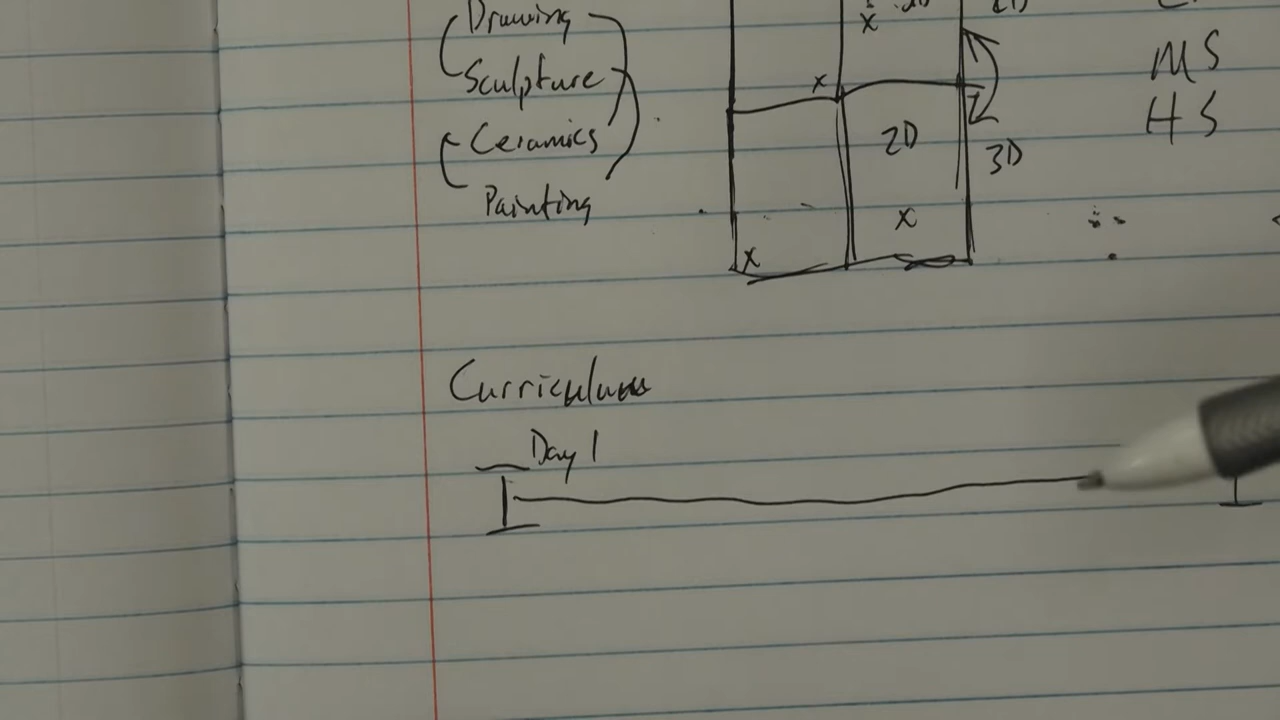 Drawing
Sculpture
Ceramics
Painting
x
x
2D
3D
x
x
MS
HS
Curriculum
Day 1